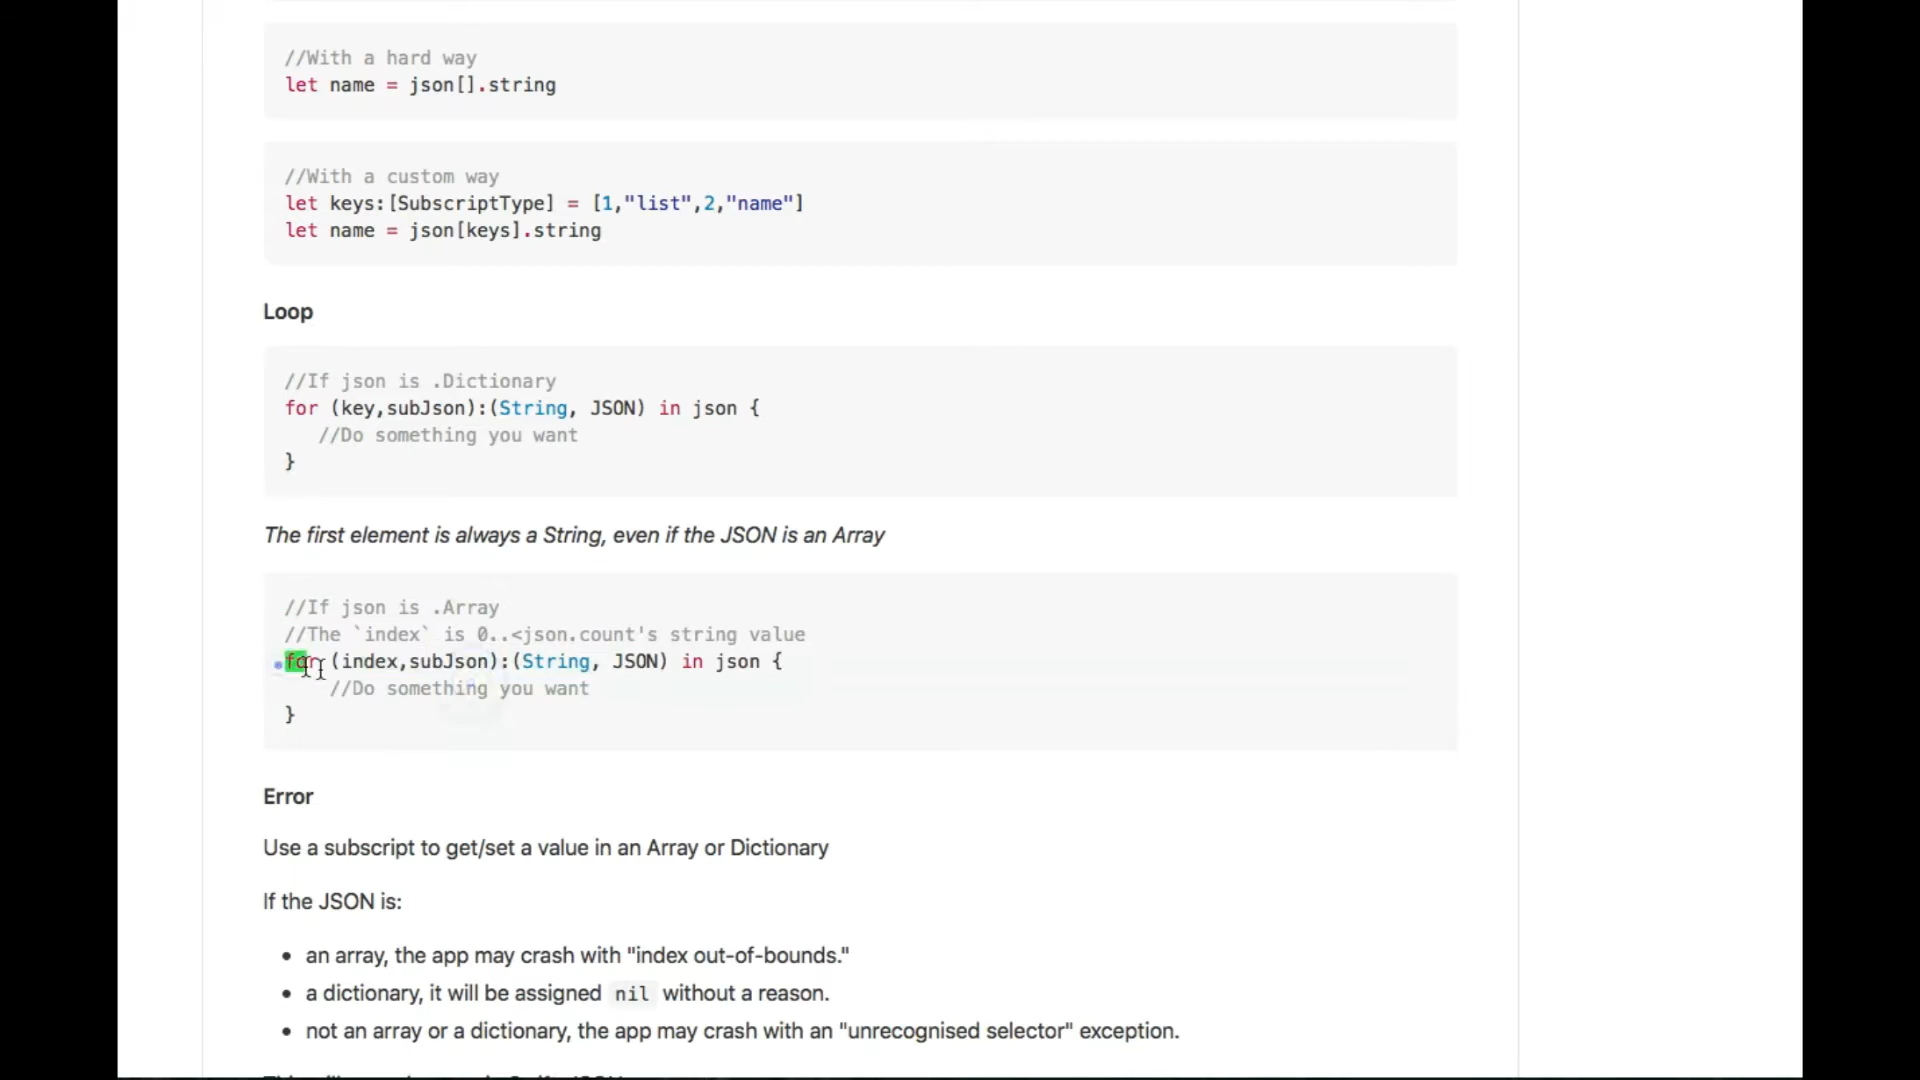 //With a hard way
let name = json[].string
//With a custom way
let keys:[SubscriptType] = [1,"list",2,"name"]
let name = json[keys].string
Loop
//If json is .Dictionary
for (key,subJson):(String, JSON) in json {
//Do something you want
}
The first element is always a String, even if the JSON is an Array
//If json is .Array
//The `index` is 0..<json.count's string value
for (index,subJson):(String, JSON) in json {
//Do something you want
}
Error
Use a subscript to get/set a value in an Array or Dictionary
If the JSON is:
• an array, the app may crash with "index out-of-bounds."
• a dictionary, it will be assigned nil without a reason.
• not an array or a dictionary, the app may crash with an "unrecognised selector" exception.